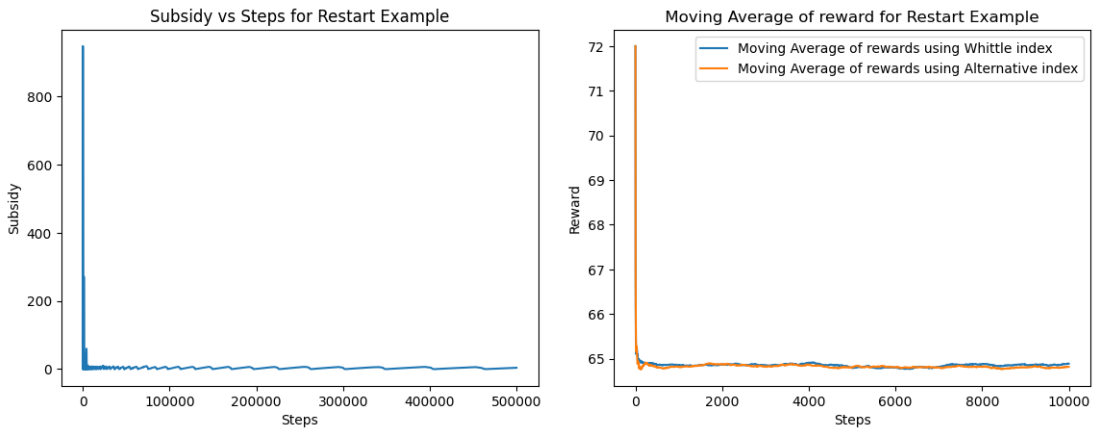 Subsidy vs Steps for Restart Example
800
600
400
200
0
Subsidy
0 100000 200000 300000 400000 500000
Steps
Moving Average of reward for Restart Example
Moving Average of rewards using Whittle index
Moving Average of rewards using Alternative index
72
71
70
69
68
67
66
65
Reward
0 2000 4000 6000 8000 10000
Steps